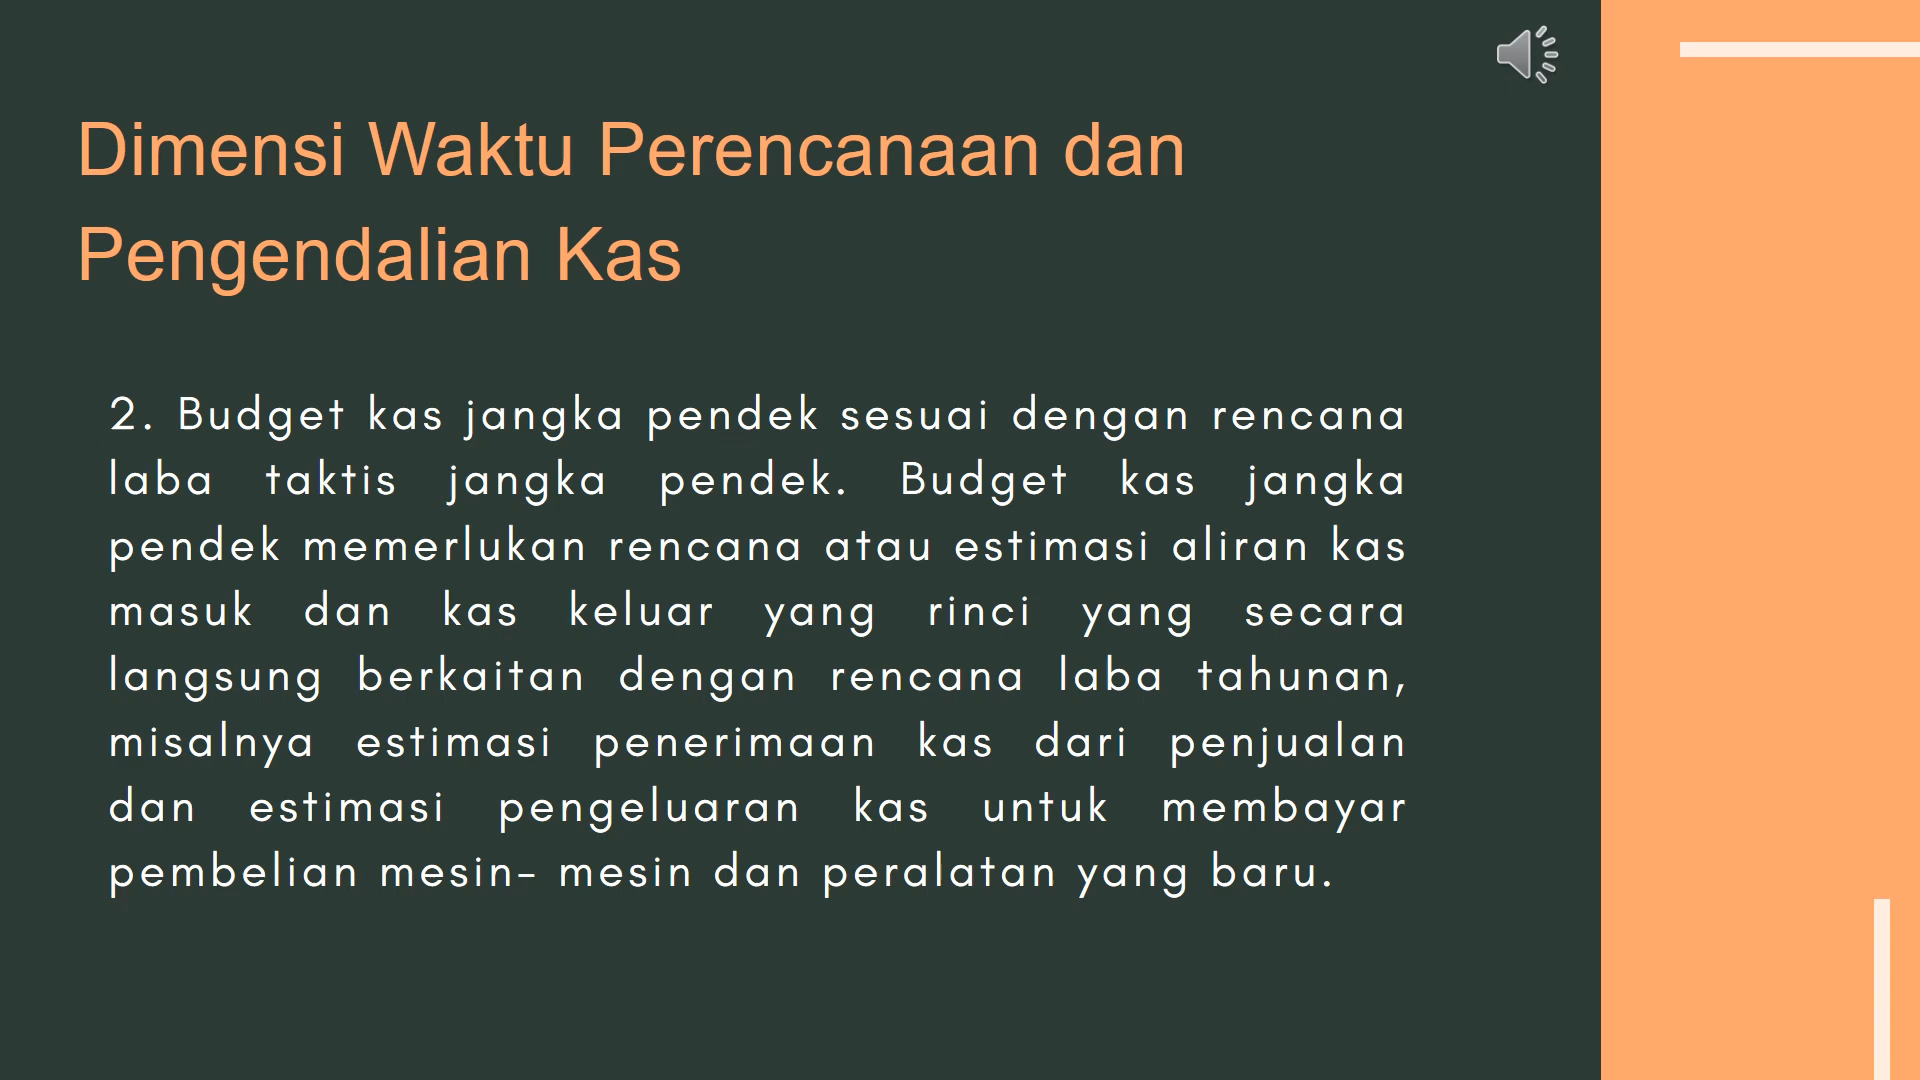 Dimensi Waktu Perencanaan dan
Pengendalian Kas
2. Budget kas jangka pendek sesuai dengan rencana
laba taktis jangka pendek. Budget kas jangka
pendek memerlukan rencana atau estimasi aliran kas
masuk dan kas keluar yang rinci yang secara
langsung berkaitan dengan rencana laba tahunan,
misalnya estimasi penerimaan kas dari penjualan
dan estimasi pengeluaran kas untuk membayar
pembelian mesin- mesin dan peralatan yang baru.